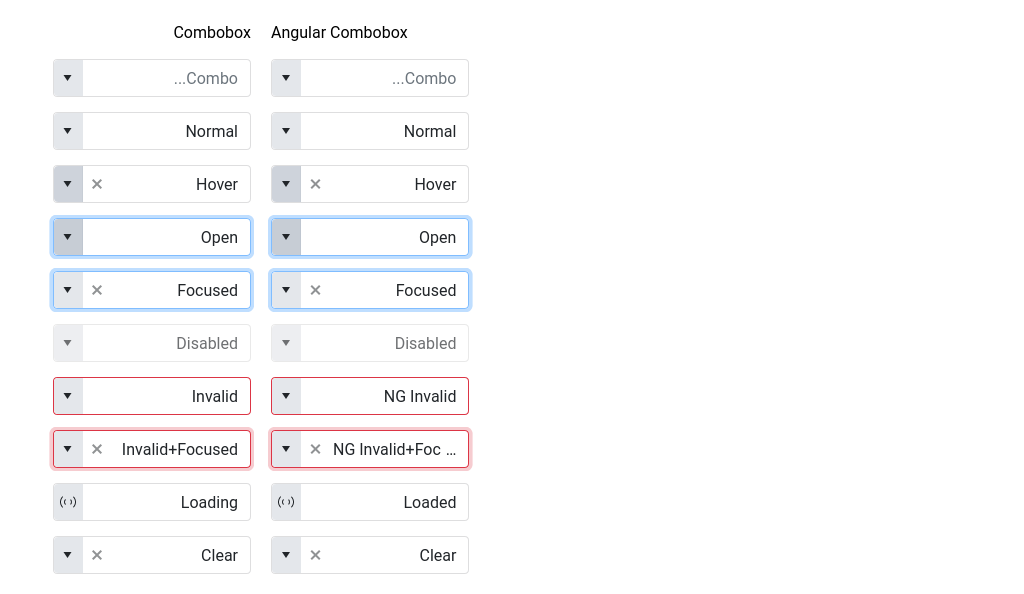 Combobox Angular Combobox
...Combo ...Combo
Normal Normal
Hover Hover
Open Open
Focused Focused
Disabled Disabled
Invalid NG Invalid
Invalid+Focused NG Invalid+Foc ...
Loading Loaded
Clear Clear